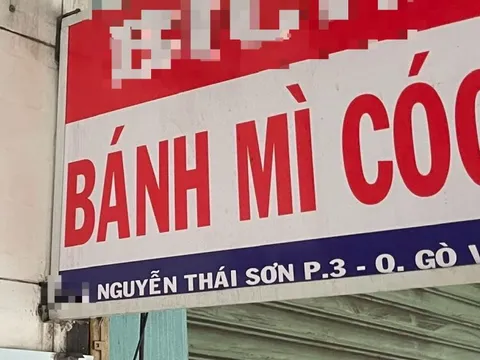 BÁNH MÌ CÓC
NGUYỄN THÁI SƠN P.3 - Q. GÒ V